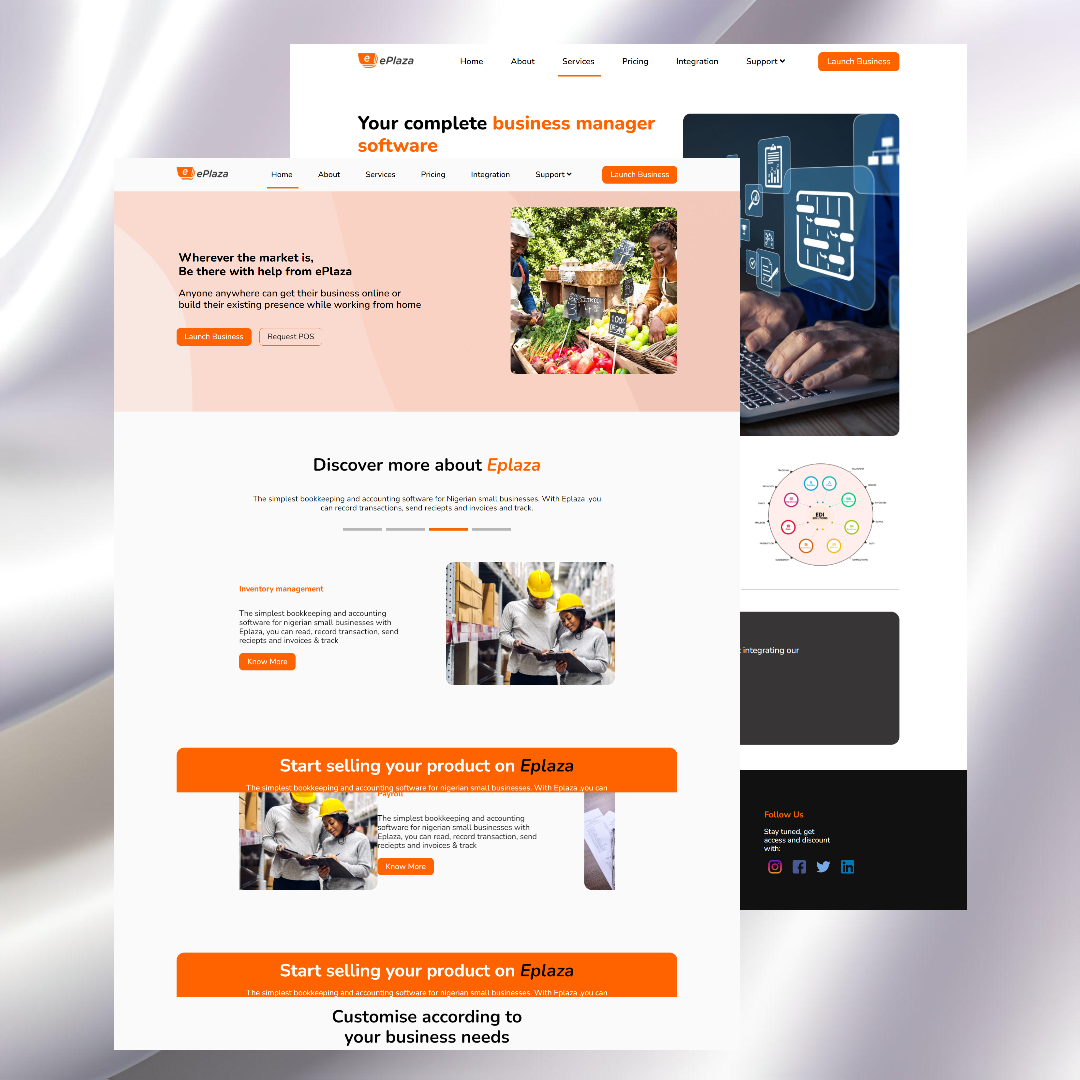 ePlaza
Home
About
Services
Pricing
Integration
Support
Launch Business
Your complete business manager
software
ePlaza
Home
About
Services
Pricing
Integration
Support
Launch Business
Wherever the market is,
Be there with help from ePlaza
Anyone anywhere can get their business online or
build their existing presence while working from home
Launch Business
Request POS
100%
ORGANIC
Discover more about Eplaza
The simplest bookkeeping and accounting software for Nigerian small businesses. With Eplaza ,you
can record transactions, send reciepts and invoices and track.
Inventory management
The simplest bookkeeping and accounting
software for nigerian small businesses with
Eplaza, you can read, record transaction, send
reciepts and invoices & track
Know More
EDI
t integrating our
Start selling your product on Eplaza
The simplest bookkeeping and accounting software for nigerian small businesses. With Eplaza ,you can
Payroll
The simplest bookkeeping and accounting
software for nigerian small businesses with
Eplaza, you can read, record transaction, send
reciepts and invoices & track
Know More
Follow Us
Stay tuned, get
access and discount
with:
Start selling your product on Eplaza
The simplest bookkeeping and accounting software for nigerian small businesses. With Eplaza ,you can
Customise according to
your business needs